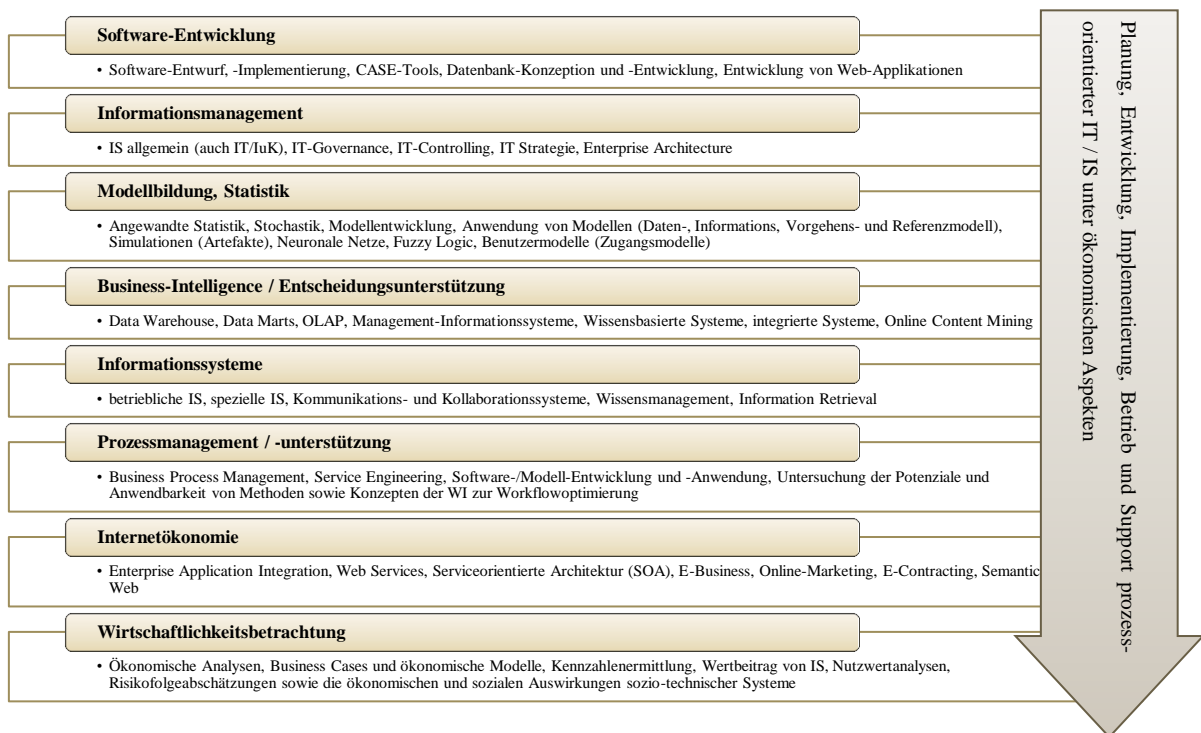 Software-Entwicklung
• Software-Entwurf, -Implementierung, CASE-Tools, Datenbank-Konzeption und -Entwicklung, Entwicklung von Web-Applikationen
Informationsmanagement
• IS allgemein (auch IT/IuK), IT-Governance, IT-Controlling, IT Strategie, Enterprise Architecture
Modellbildung, Statistik
• Angewandte Statistik, Stochastik, Modellentwicklung, Anwendung von Modellen (Daten-, Informations, Vorgehens- und Referenzmodell),
Simulationen (Artefakte), Neuronale Netze, Fuzzy Logic, Benutzermodelle (Zugangsmodelle)
Business-Intelligence / Entscheidungsunterstützung
• Data Warehouse, Data Marts, OLAP, Management-Informationssysteme, Wissensbasierte Systeme, integrierte Systeme, Online Content Mining
Informationssysteme
• betriebliche IS, spezielle IS, Kommunikations- und Kollaborationssysteme, Wissensmanagement, Information Retrieval
Prozessmanagement / -unterstützung
• Business Process Management, Service Engineering, Software-/Modell-Entwicklung und -Anwendung, Untersuchung der Potenziale und
Anwendbarkeit von Methoden sowie Konzepten der WI zur Workflowoptimierung
Internetökonomie
• Enterprise Application Integration, Web Services, Serviceorientierte Architektur (SOA), E-Business, Online-Marketing, E-Contracting, Semantic
Web
Wirtschaftlichkeitsbetrachtung
• Ökonomische Analysen, Business Cases und ökonomische Modelle, Kennzahlenermittlung, Wertbeitrag von IS, Nutzwertanalysen,
Risikofolgeabschätzungen sowie die ökonomischen und sozialen Auswirkungen sozio-technischer Systeme
Planung, Entwicklung, Implementierung, Betrieb und Support prozess-
orientierter IT / IS unter ökonomischen Aspekten